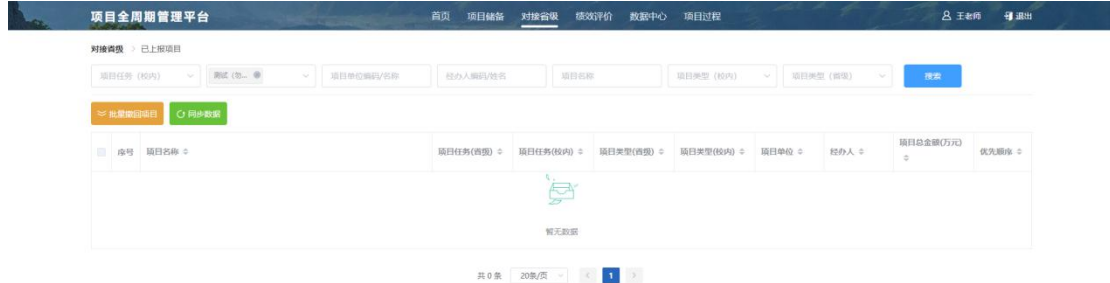 项目全周期管理平台 首页 项目储备 对接省级 绩效评价 数据中心 项目过程 王老师 退出
对接省级 > 已上报项目
项目任务 (校内) 测试 (勿... 项目单位编码/名称 经办人编码/姓名 项目名称 项目类型 (校内) 项目类型 (省级) 搜索
批量撤回项目 同步数据
序号 项目名称 项目任务(省级) 项目任务(校内) 项目类型(省级) 项目类型(校内) 项目单位 经办人 项目总金额(万元) 优先顺序
暂无数据
共 0 条 20条/页 < 1 >